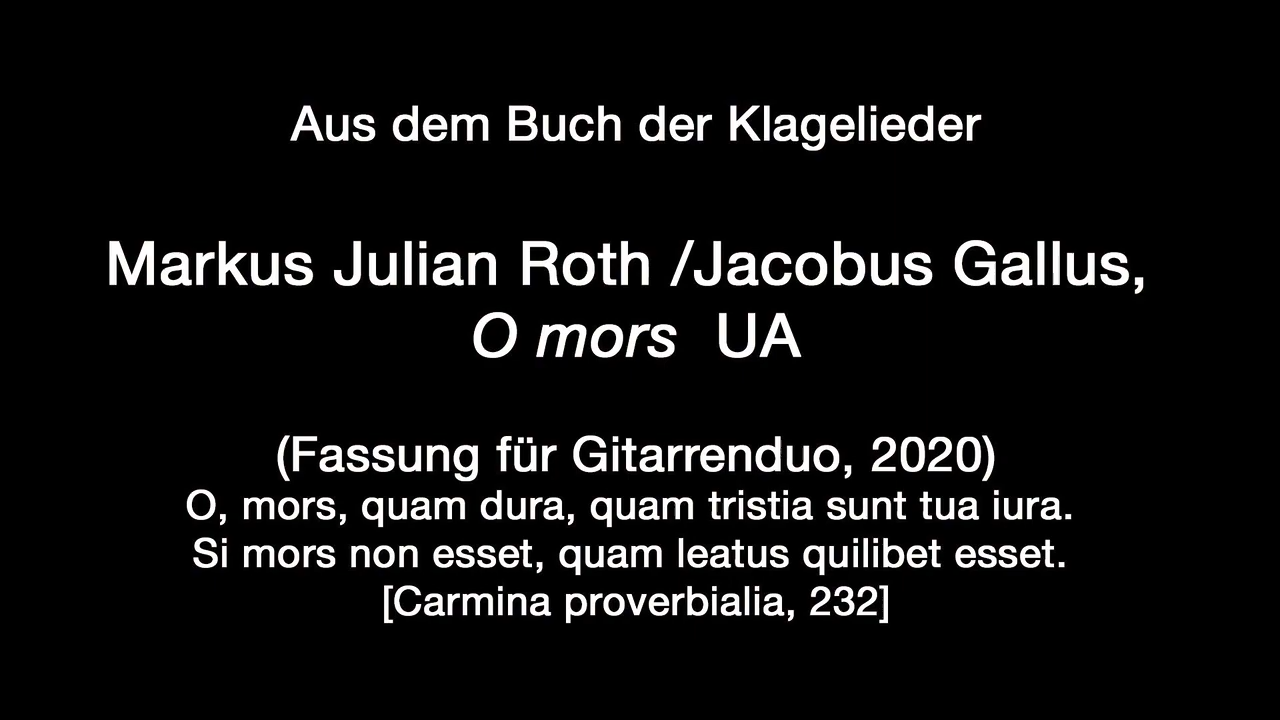 Aus dem Buch der Klagelieder
Markus Julian Roth /Jacobus Gallus,
O mors UA
(Fassung für Gitarrenduo, 2020)
O, mors, quam dura, quam tristia sunt tua iura.
Si mors non esset, quam leatus quilibet esset.
[Carmina proverbialia, 232]